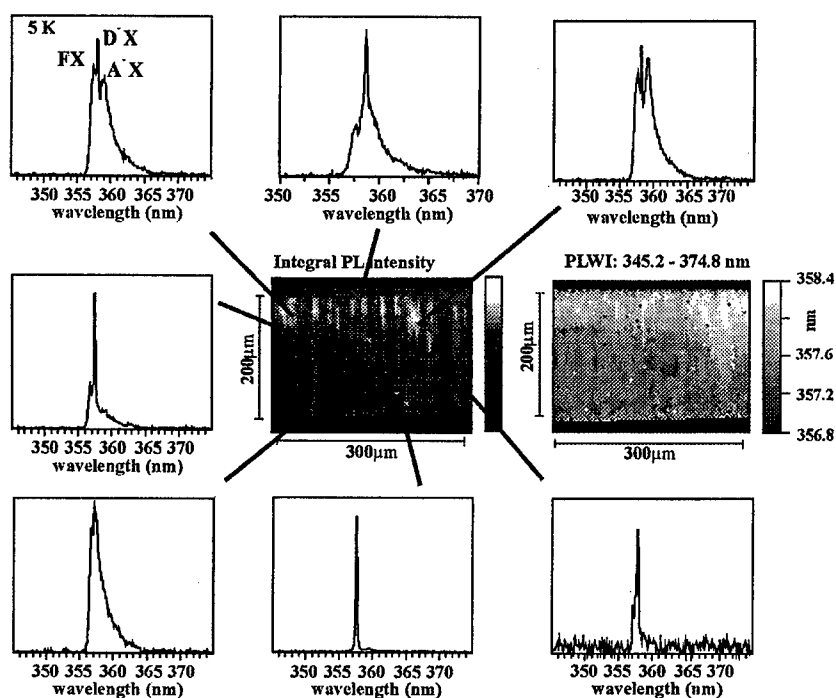 5 K
D⁻X
FX
A⁻X
350 355 360 365 370
wavelength (nm)
350 355 360 365 370
wavelength (nm)
350 355 360 365 370
wavelength (nm)
Integral PL intensity
PLWI: 345.2 - 374.8 nm
200μm
300μm
200μm
300μm
358.4
nm
357.6
357.2
356.8
350 355 360 365 370
wavelength (nm)
350 355 360 365 370
wavelength (nm)
350 355 360 365 370
wavelength (nm)
350 355 360 365 370
wavelength (nm)